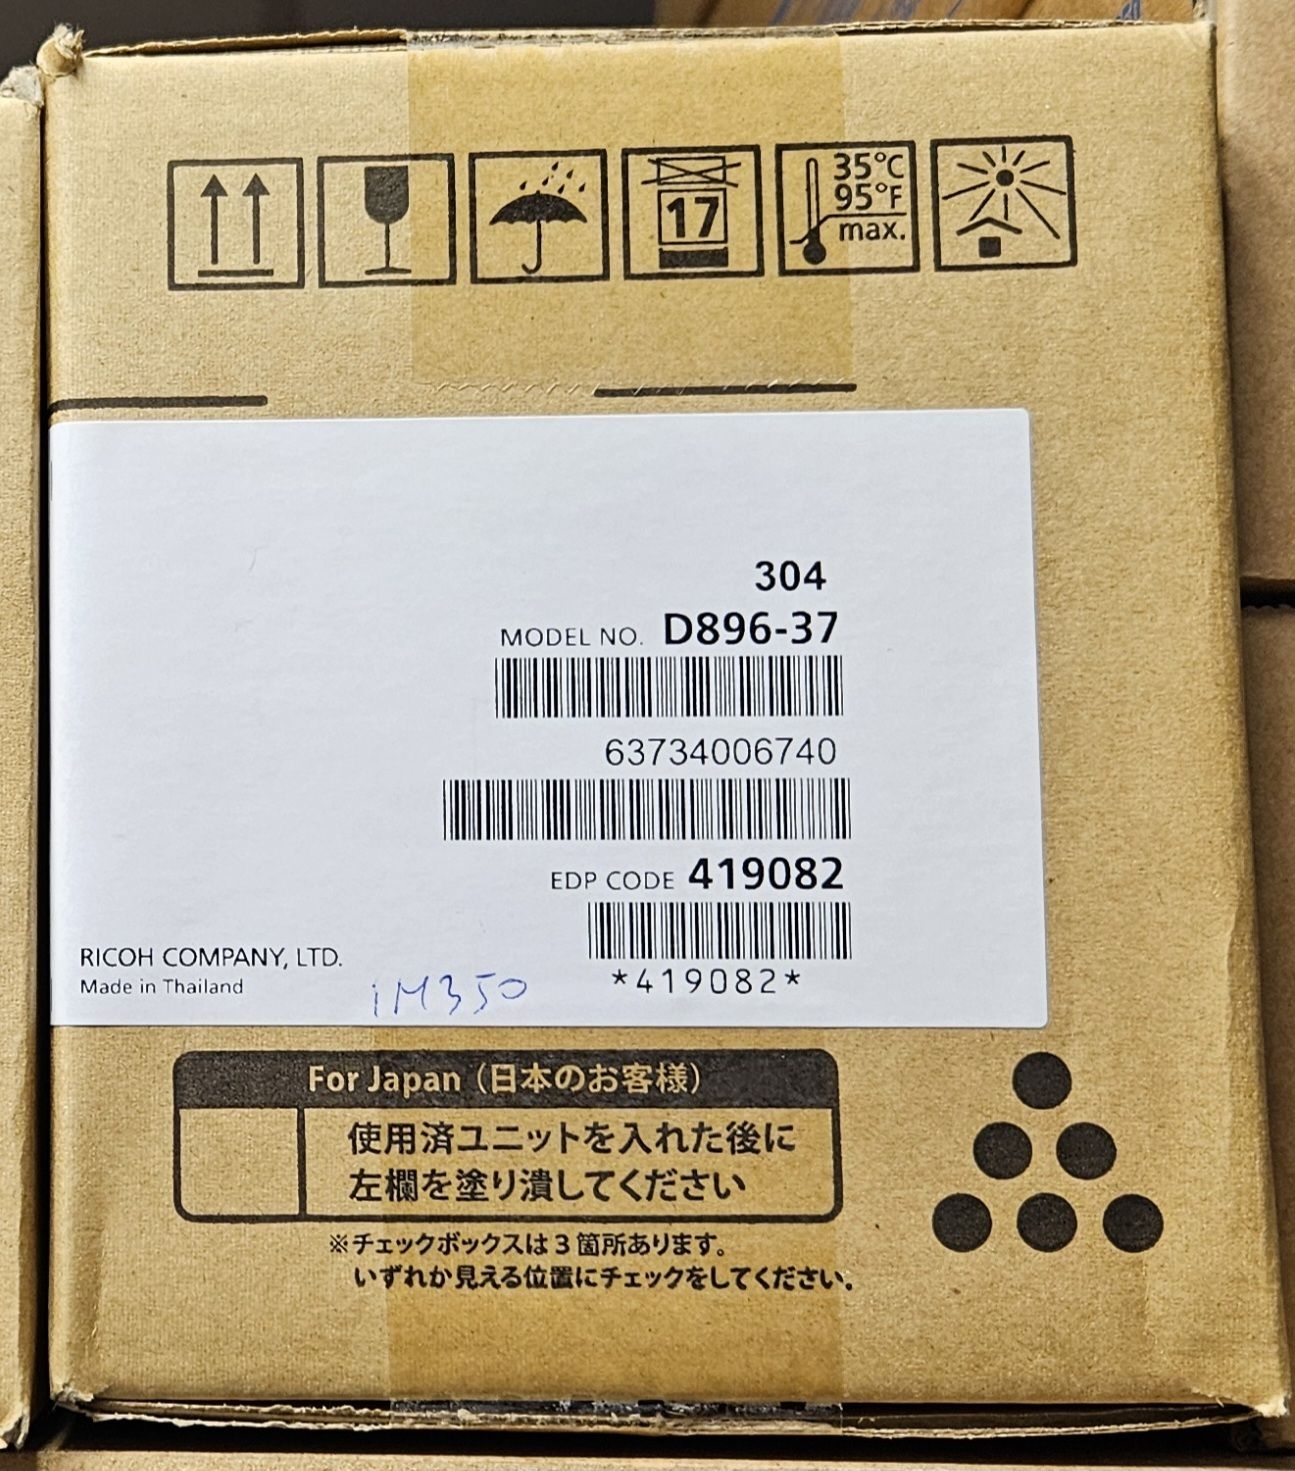 17
35°C
95°F
max.
304
MODEL NO. D896-37
63734006740
EDP CODE 419082
*419082*
RICOH COMPANY, LTD.
Made in Thailand
iM350
For Japan（日本のお客様）
使用済ユニットを入れた後に
左欄を塗り潰してください
※チェックボックスは3箇所あります。
いずれか見える位置にチェックをしてください。